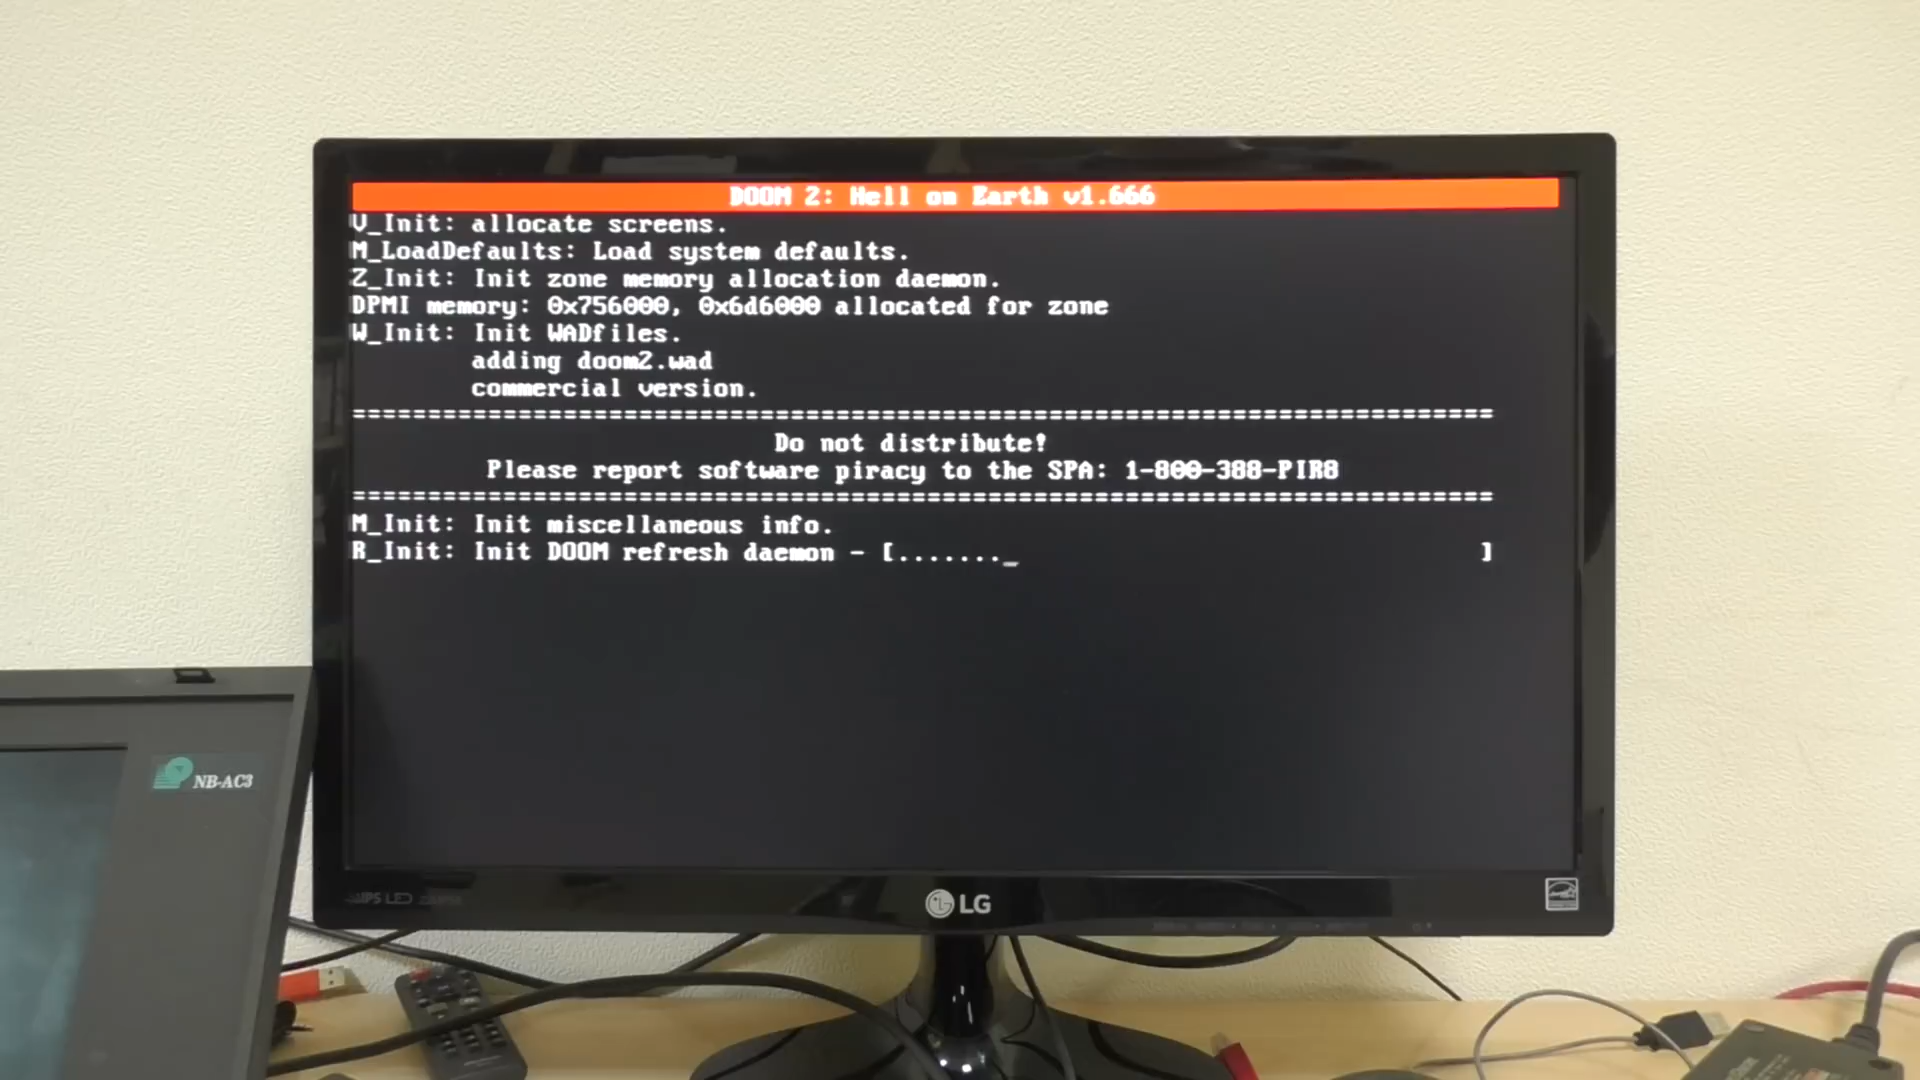 DOOM 2: Hell on Earth v1.666
V_Init: allocate screens.
M_LoadDefaults: Load system defaults.
Z_Init: Init zone memory allocation daemon.
DPMI memory: 0x756000, 0x6d6000 allocated for zone
W_Init: Init WADfiles.
adding doom2.wad
commercial version.
===========================================================================
Do not distribute!
Please report software piracy to the SPA: 1-800-388-PIR8
===========================================================================
M_Init: Init miscellaneous info.
R_Init: Init DOOM refresh daemon - [.......	]
NB-AC3
IPS LED
LG